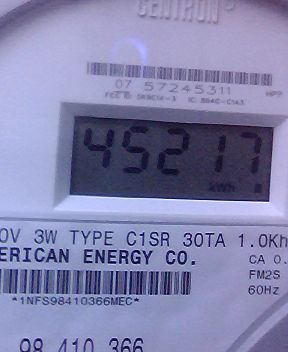 CENTRON
07 57245311
45217
kWh
0V 3W TYPE C1SR 30TA 1.0Kh
ERICAN ENERGY CO.
CA 0.
FM2S
60Hz
*1NFS98410366MEC*
98 410 366